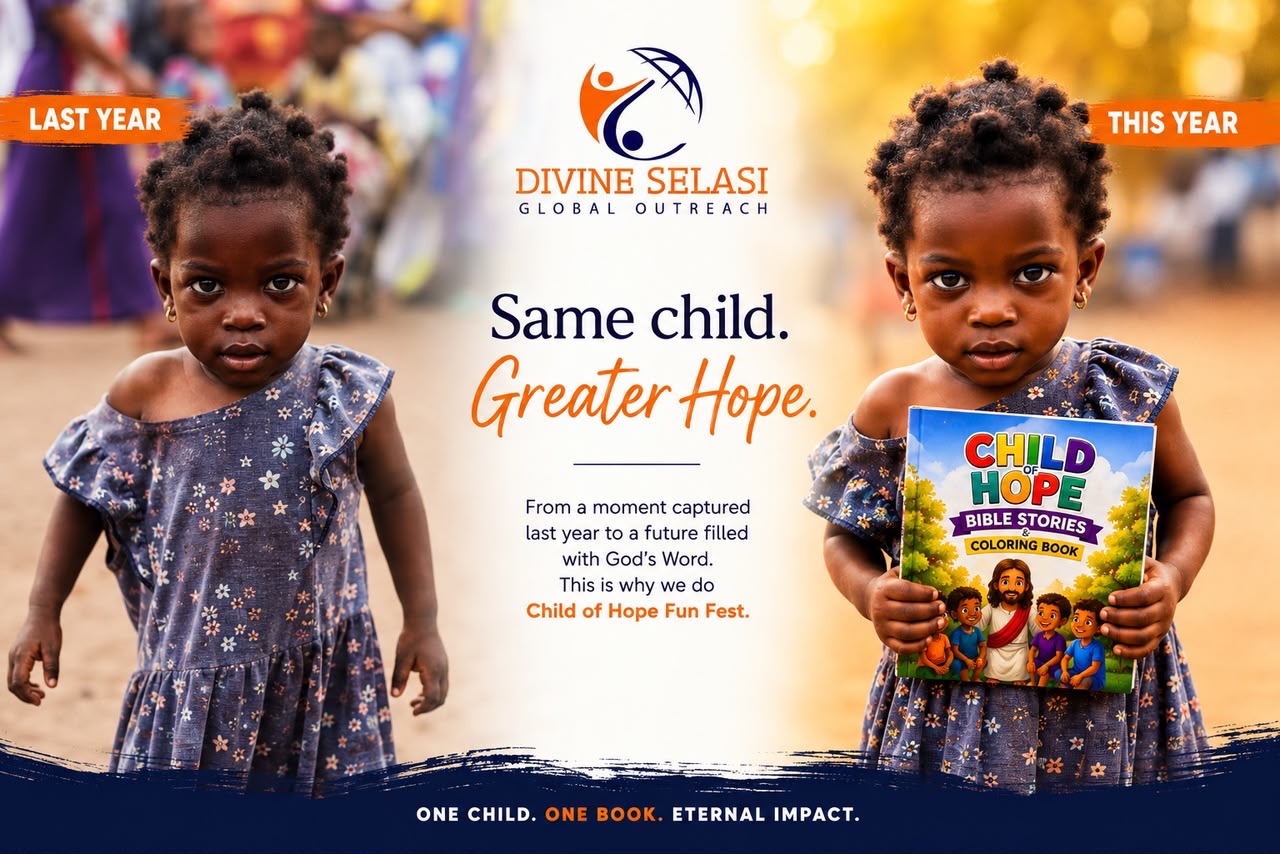 LAST YEAR
DIVINE SELASI
GLOBAL OUTREACH
THIS YEAR
Same child.
Greater Hope.
From a moment captured
last year to a future filled
with God's Word.
This is why we do
Child of Hope Fun Fest.
CHILD
OF
HOPE
BIBLE STORIES
&
COLORING BOOK
ONE CHILD. ONE BOOK. ETERNAL IMPACT.